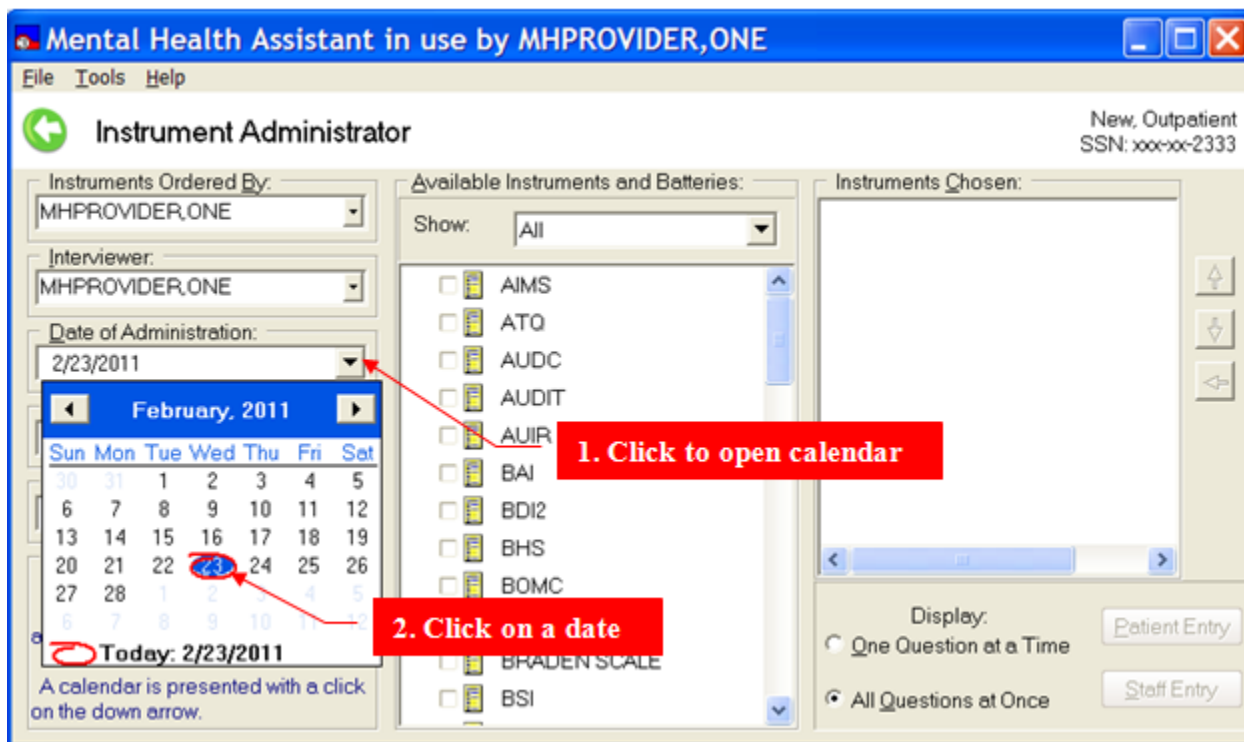 Mental Health Assistant in use by MHPROVIDER,ONE
File Tools Help
Instrument Administrator
New, Outpatient
SSN: xxx-xx-2333
Instruments Ordered By:
MHPROVIDER,ONE
Interviewer:
MHPROVIDER,ONE
Date of Administration:
2/23/2011
February, 2011
Sun Mon Tue Wed Thu Fri Sat
30 31 1 2 3 4 5
6 7 8 9 10 11 12
13 14 15 16 17 18 19
20 21 22 23 24 25 26
27 28 1 2 3 4 5
6 7 8 9 10 11 12
Today: 2/23/2011
A calendar is presented with a click
on the down arrow.
Available Instruments and Batteries:
Show: All
AIMS
ATQ
AUDC
AUDIT
AUIR
BAI
BDI2
BHS
BOMC
BRADEN SCALE
BSI
1. Click to open calendar
2. Click on a date
Instruments Chosen:
Display:
One Question at a Time
All Questions at Once
Patient Entry
Staff Entry